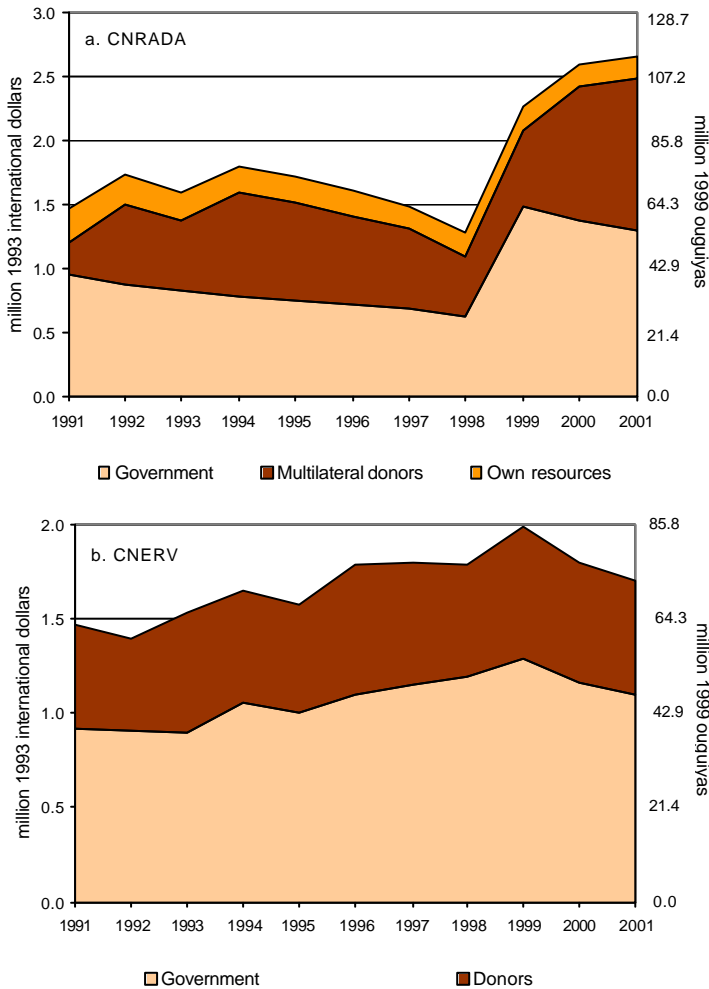 a. CNRADA
million 1993 international dollars
3.0
2.5
2.0
1.5
1.0
0.5
0.0
128.7
107.2
85.8
64.3
42.9
21.4
0.0
million 1999 ouguiyas
1991 1992 1993 1994 1995 1996 1997 1998 1999 2000 2001
Government Multilateral donors Own resources
b. CNERV
million 1993 international dollars
2.0
1.5
1.0
0.5
0.0
85.8
64.3
42.9
21.4
0.0
million 1999 ouguiyas
1991 1992 1993 1994 1995 1996 1997 1998 1999 2000 2001
Government Donors